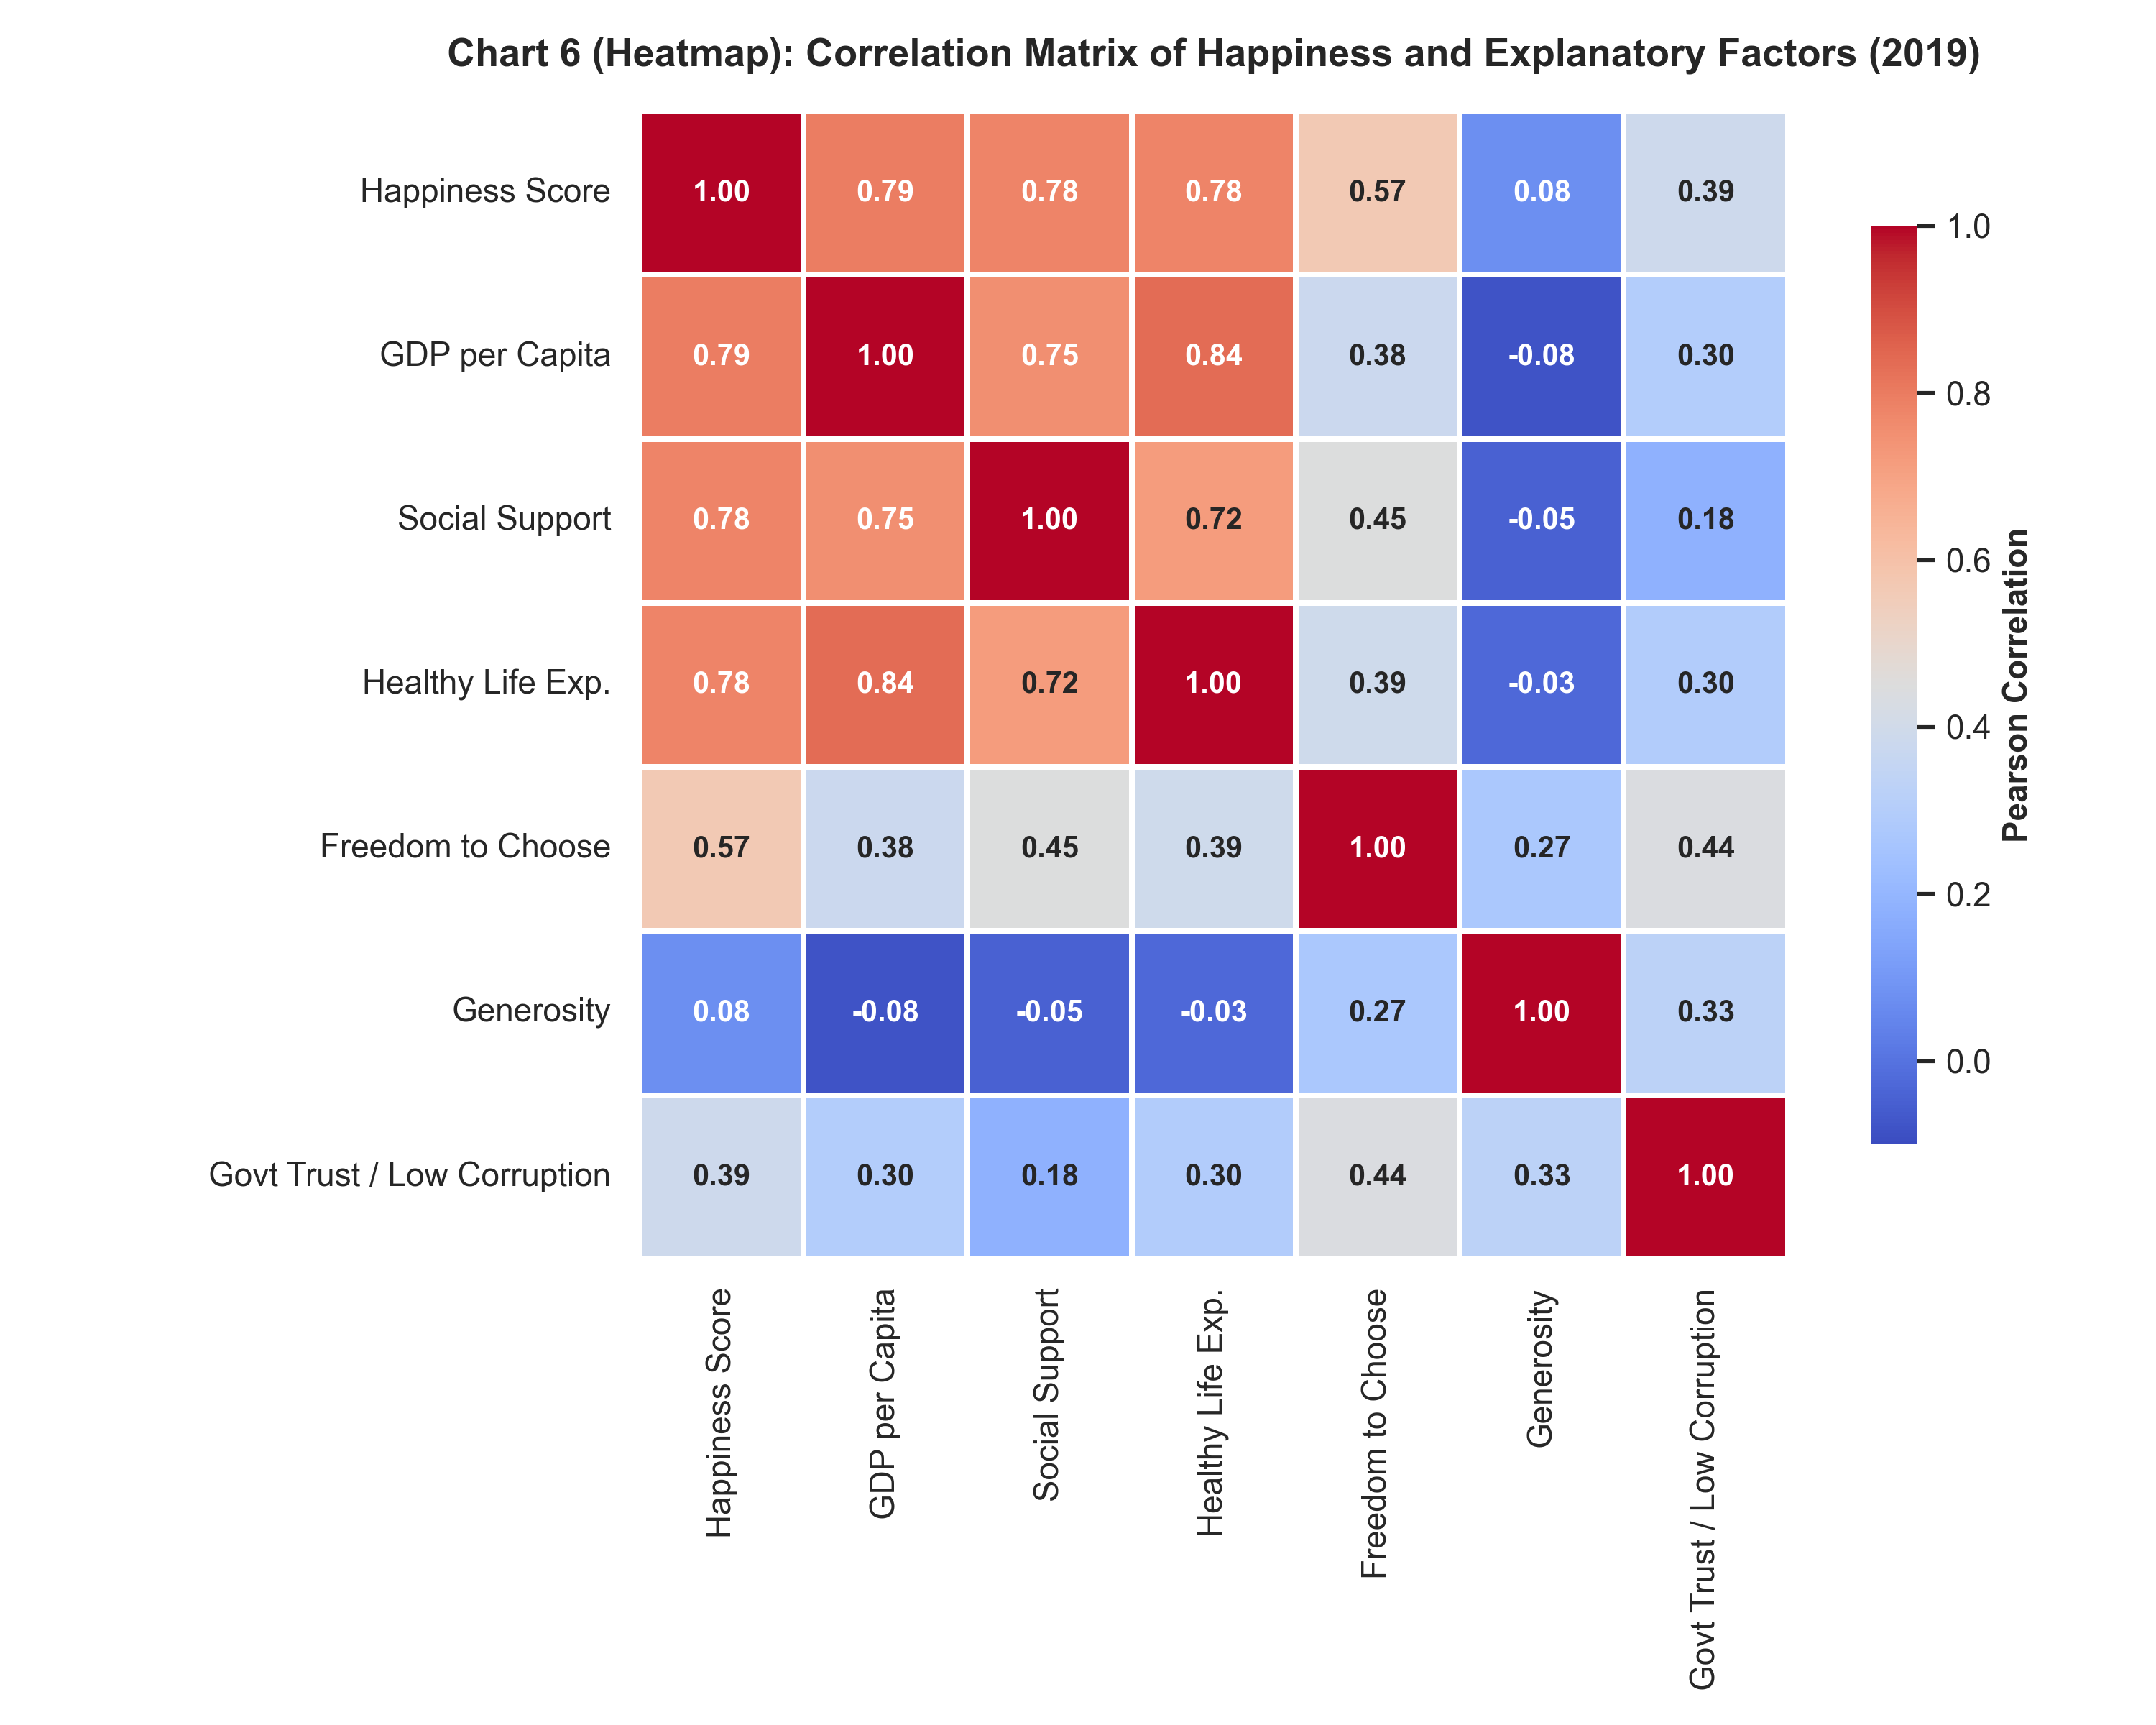 Chart 6 (Heatmap): Correlation Matrix of Happiness and Explanatory Factors (2019)
Happiness Score 1.00 0.79 0.78 0.78 0.57 0.08 0.39
GDP per Capita 0.79 1.00 0.75 0.84 0.38 -0.08 0.30
Social Support 0.78 0.75 1.00 0.72 0.45 -0.05 0.18
Healthy Life Exp. 0.78 0.84 0.72 1.00 0.39 -0.03 0.30
Freedom to Choose 0.57 0.38 0.45 0.39 1.00 0.27 0.44
Generosity 0.08 -0.08 -0.05 -0.03 0.27 1.00 0.33
Govt Trust / Low Corruption 0.39 0.30 0.18 0.30 0.44 0.33 1.00
Happiness Score
GDP per Capita
Social Support
Healthy Life Exp.
Freedom to Choose
Generosity
Govt Trust / Low Corruption
1.0
0.8
0.6
0.4
0.2
0.0
Pearson Correlation